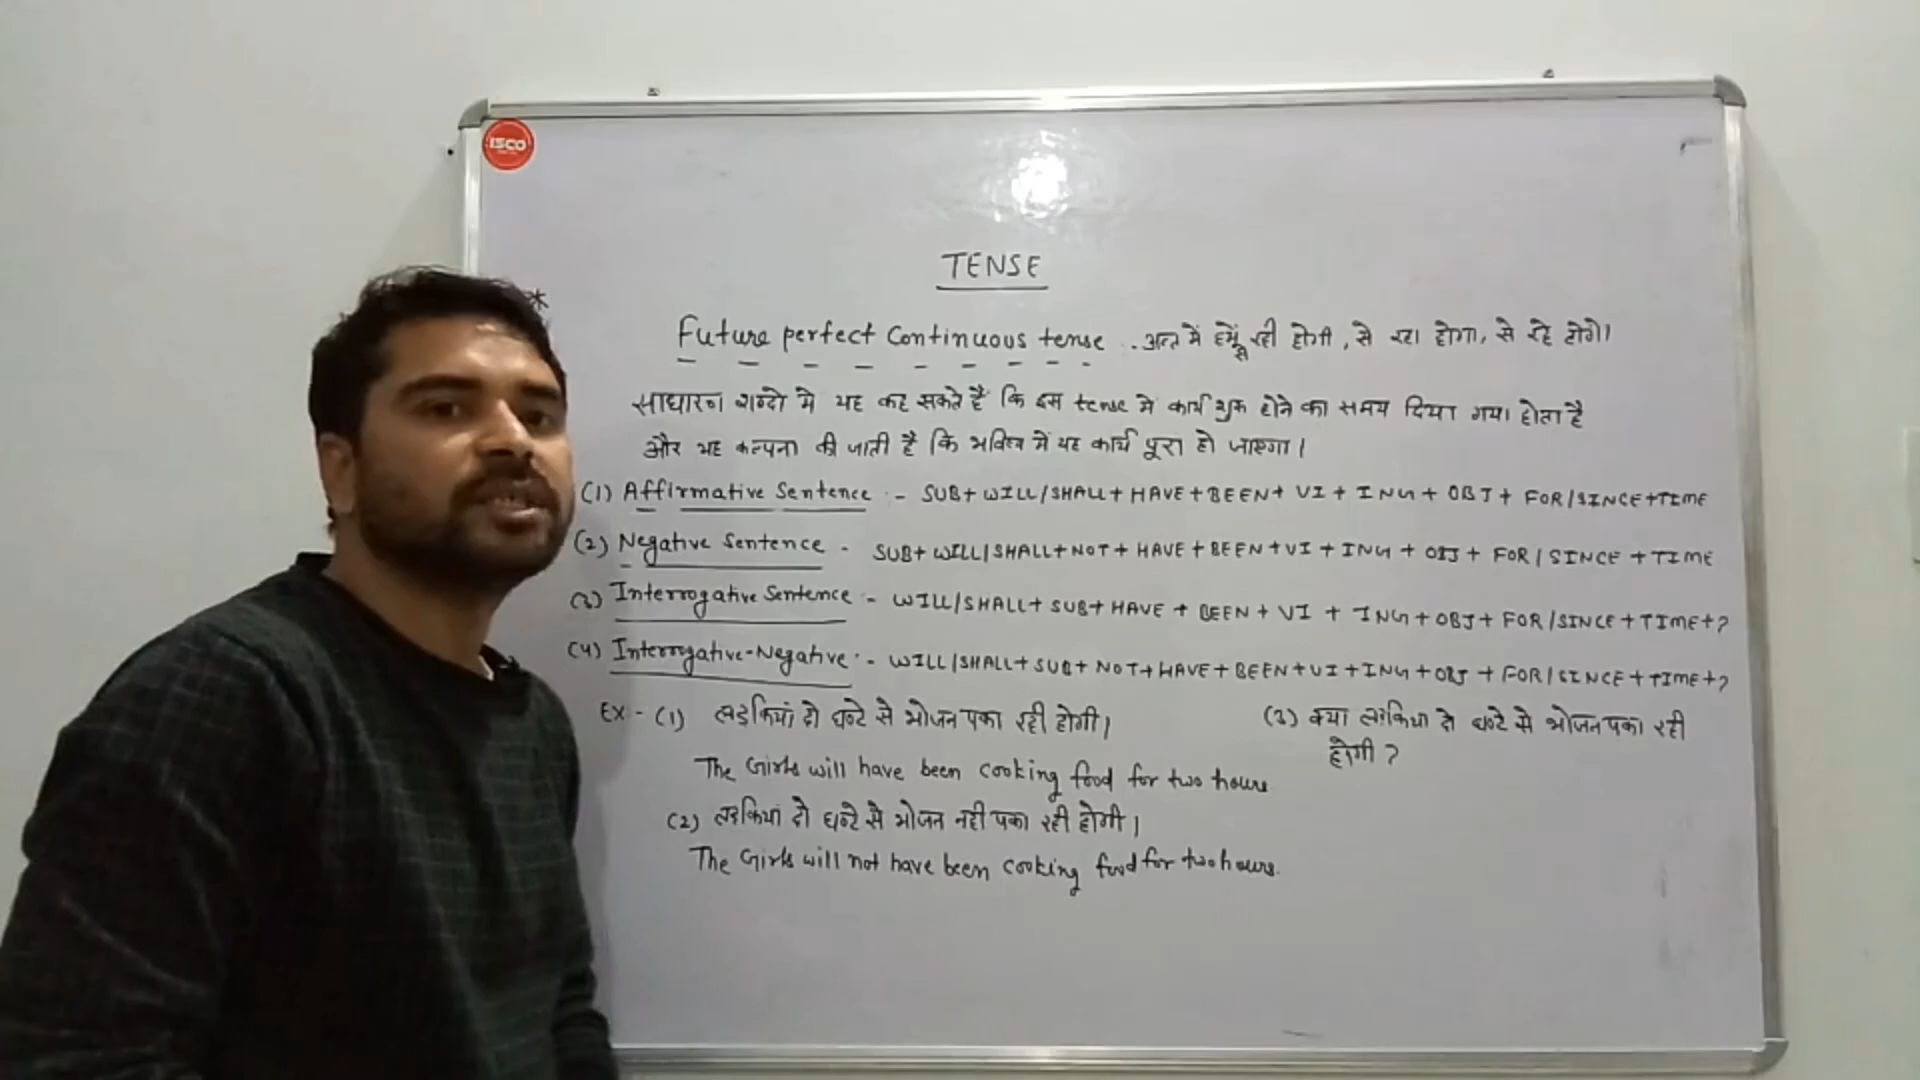 ISCO
TENSE
Future perfect Continuous tense . अन्त में हमें से रही होगी, से रहा होगा, से रहे होगे।
साधारण शब्दो मे यह कह सकते है कि इस tense मे कार्य शुरू होने का समय दिया गया होता है
और यह कल्पना की जाती है कि भविष्य में यह कार्य पूरा हो जाएगा।
(1) Affirmative Sentence :- SUB+ WILL/SHALL+ HAVE+BEEN+ VI + ING + OBJ + FOR/SINCE+TIME
(2) Negative Sentence - SUB+ WILL/SHALL+NOT+ HAVE+BEEN+VI + ING + OBJ + FOR/SINCE +TIME
(3) Interrogative Sentence :- WILL/SHALL+ SUB+ HAVE + BEEN+ VI + ING + OBJ+ FOR/SINCE+TIME+?
(4) Interrogative-Negative :- WILL/SHALL+ SUB+ NOT+HAVE+BEEN+VI+ING+OBJ + FOR/SINCE+TIME+?
EX - (1) लड़कियां दो घण्टे से भोजन पका रही होगी।
The Girls will have been cooking food for two hours.
(2) लड़कियां दो घण्टे से भोजन नही पका रही होगी।
The Girls will not have been cooking food for two hours.
(3) क्या लड़किया दो घण्टे से भोजन पका रही
होगी ?